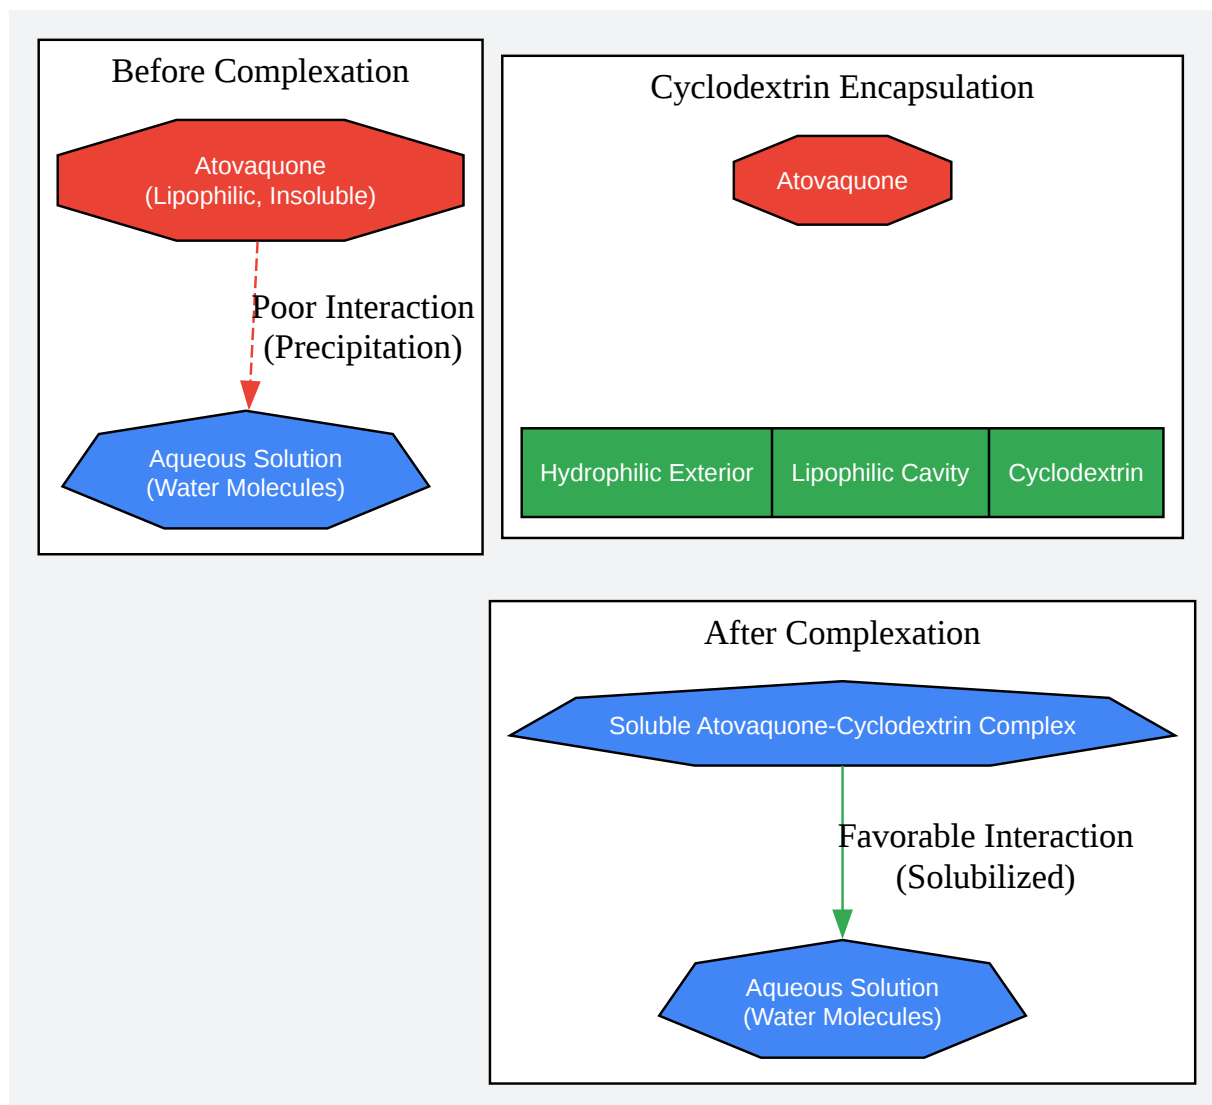 Before Complexation
Atovaquone
(Lipophilic, Insoluble)
Poor Interaction
(Precipitation)
Aqueous Solution
(Water Molecules)
Cyclodextrin Encapsulation
Atovaquone
Hydrophilic Exterior
Lipophilic Cavity
Cyclodextrin
After Complexation
Soluble Atovaquone-Cyclodextrin Complex
Favorable Interaction
(Solubilized)
Aqueous Solution
(Water Molecules)